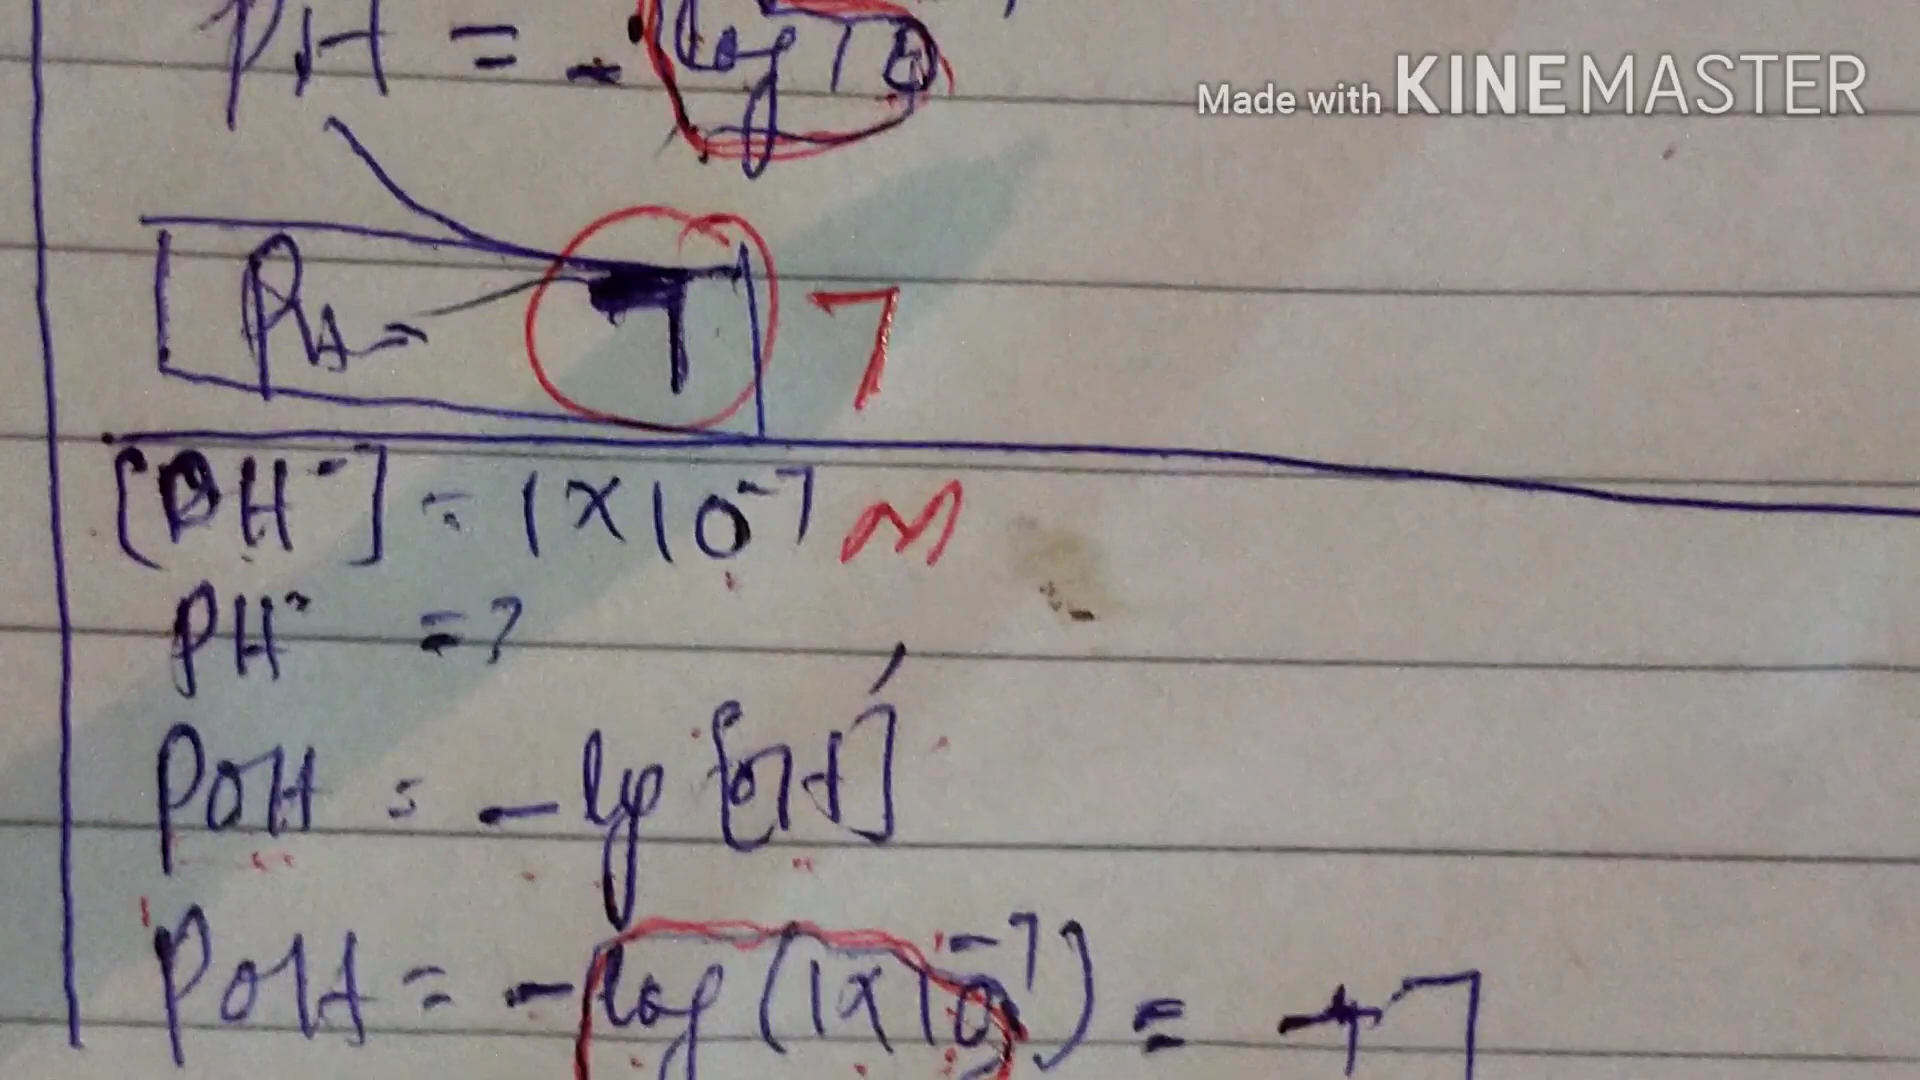 PH = - log 10
Made with KINEMASTER
PH = 7 7
[OH⁻] = 1 X 10⁻⁷ M
PH = ?
POH = - log [OH⁻]
POH = - log (1 X 10⁻⁷) = +7